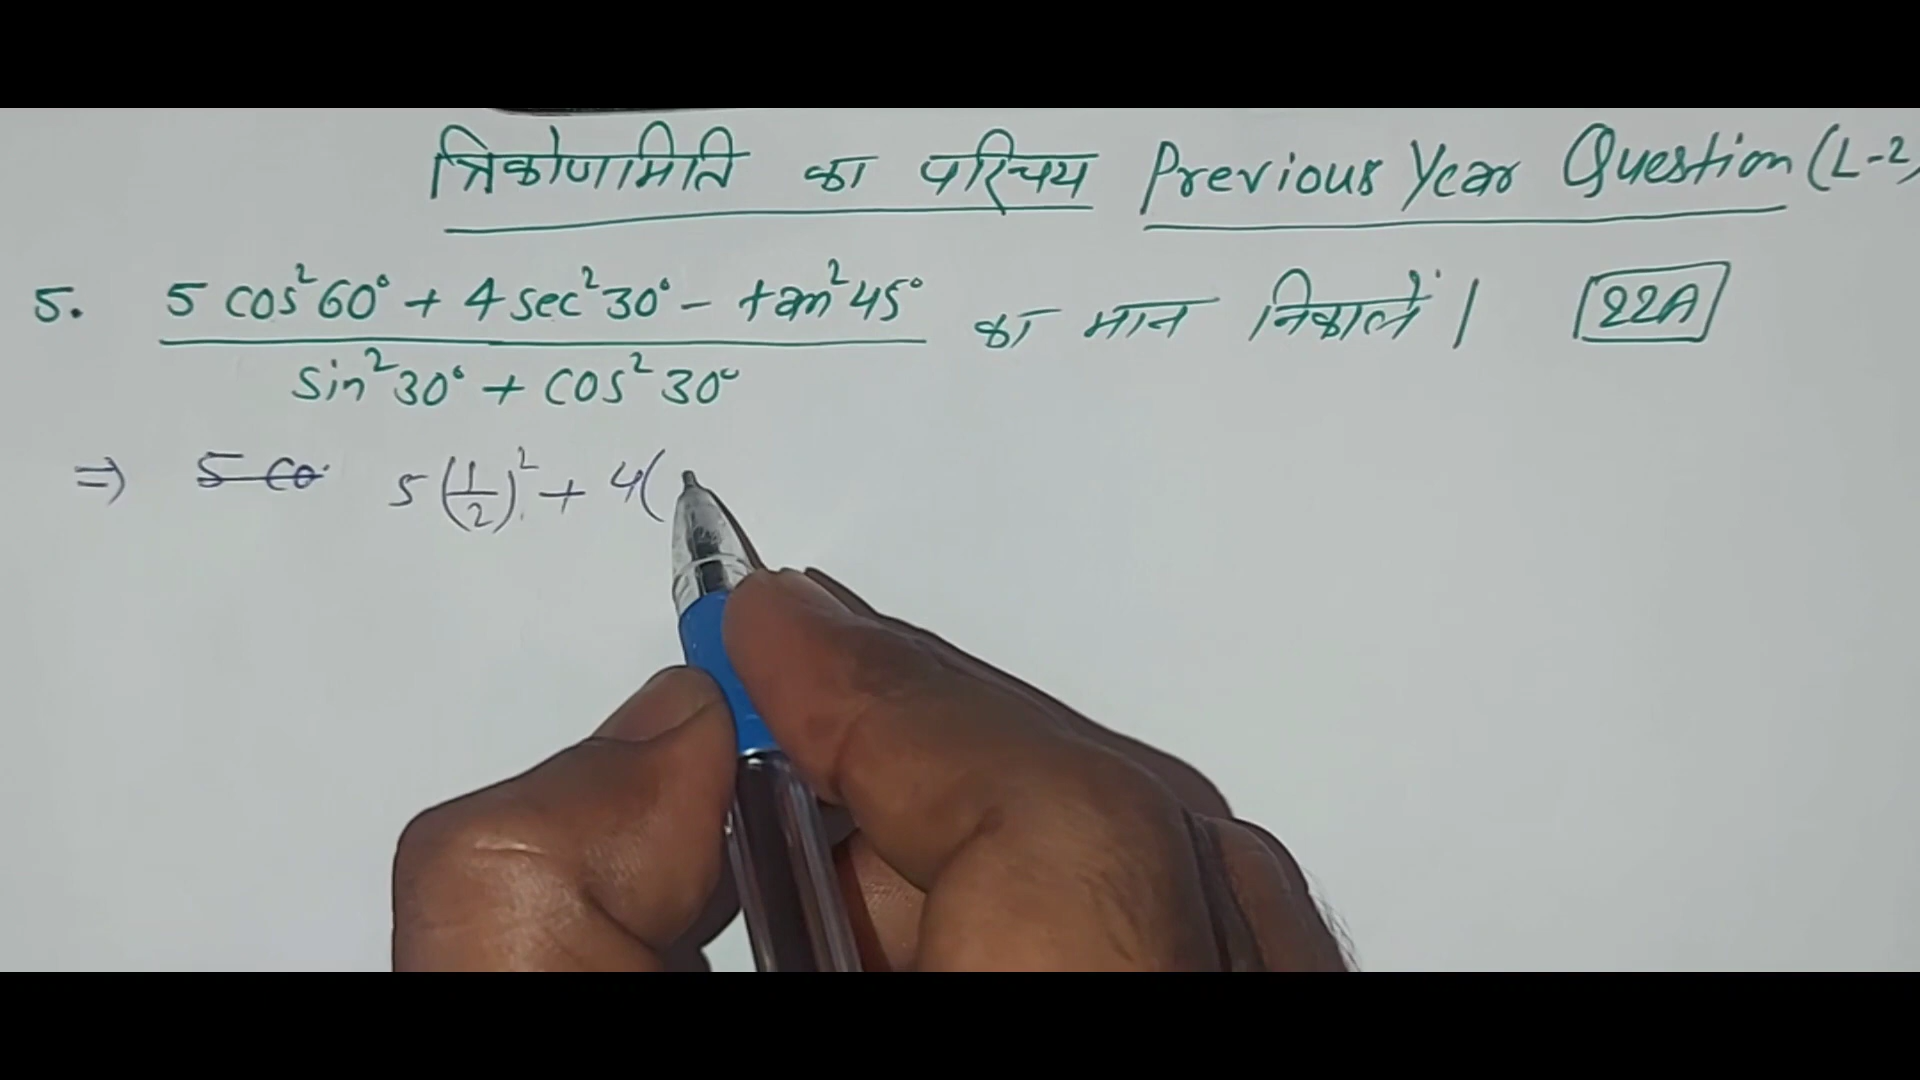 त्रिकोणमिति का परिचय Previous Year Question (L-2)
5. 5 cos²60° + 4 sec²30° - tan²45° का मान निकालें। 22A
sin²30° + cos²30°
⇒ 5 co 5(1/2)² + 4(